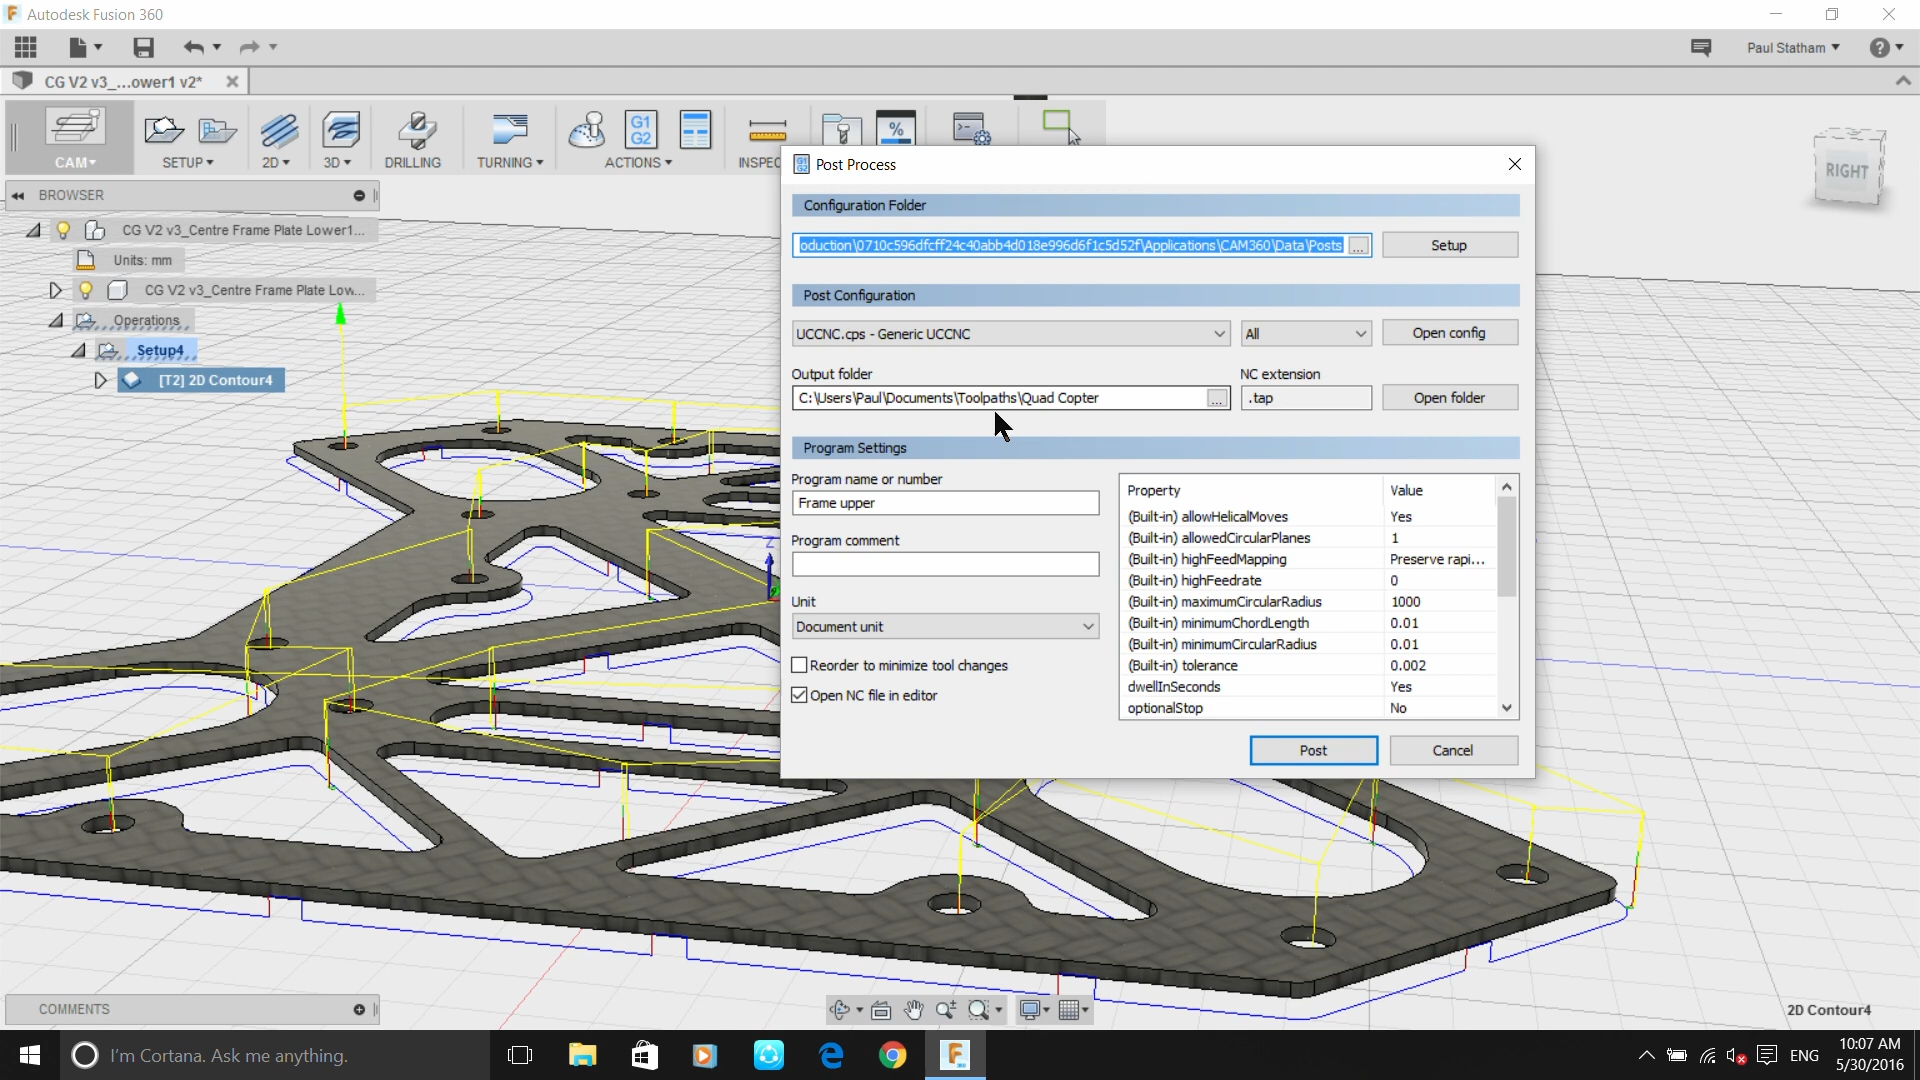 Autodesk Fusion 360
Paul Statham
CG V2 v3_...ower1 v2*
CAM
SETUP
2D
3D
DRILLING
TURNING
G1
G2
ACTIONS
INSPEC
%
RIGHT
BROWSER
CG V2 v3_Centre Frame Plate Lower1...
Units: mm
CG V2 v3_Centre Frame Plate Low...
Operations
Setup4
[T2] 2D Contour4
Z
Post Process
Configuration Folder
oduction\0710c596dfcff24c40abb4d018e996d6f1c5d52f\Applications\CAM360\Data\Posts
...
Setup
Post Configuration
UCCNC.cps - Generic UCCNC
All
Open config
Output folder
NC extension
C:\Users\Paul\Documents\Toolpaths\Quad Copter
...
.tap
Open folder
Program Settings
Program name or number
Frame upper
Program comment
Unit
Document unit
Reorder to minimize tool changes
Open NC file in editor
Property Value
(Built-in) allowHelicalMoves Yes
(Built-in) allowedCircularPlanes 1
(Built-in) highFeedMapping Preserve rapi...
(Built-in) highFeedrate 0
(Built-in) maximumCircularRadius 1000
(Built-in) minimumChordLength 0.01
(Built-in) minimumCircularRadius 0.01
(Built-in) tolerance 0.002
dwellInSeconds Yes
optionalStop No
Post
Cancel
COMMENTS
2D Contour4
I'm Cortana. Ask me anything.
ENG
10:07 AM
5/30/2016